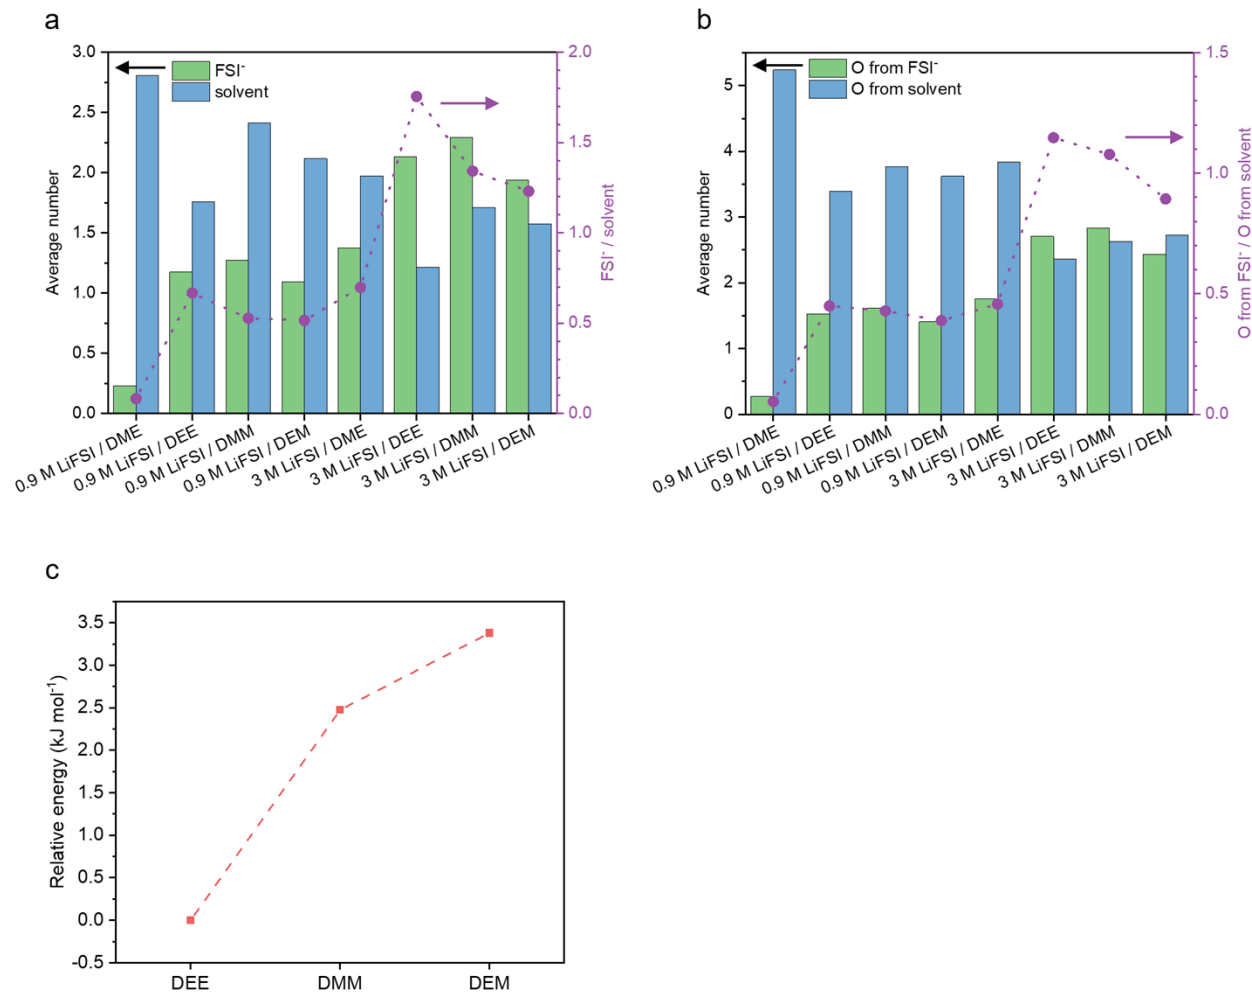 a
3.0
2.5
2.0
1.5
1.0
0.5
0.0
Average number
FSI⁻
solvent
2.0
1.5
1.0
0.5
0.0
FSI⁻ / solvent
0.9 M LiFSI / DME
0.9 M LiFSI / DEE
0.9 M LiFSI / DMM
0.9 M LiFSI / DEM
3 M LiFSI / DME
3 M LiFSI / DEE
3 M LiFSI / DMM
3 M LiFSI / DEM
b
5
4
3
2
1
0
Average number
O from FSI⁻
O from solvent
1.5
1.0
0.5
0.0
O from FSI⁻ / O from solvent
0.9 M LiFSI / DME
0.9 M LiFSI / DEE
0.9 M LiFSI / DMM
0.9 M LiFSI / DEM
3 M LiFSI / DME
3 M LiFSI / DEE
3 M LiFSI / DMM
3 M LiFSI / DEM
c
3.5
3.0
2.5
2.0
1.5
1.0
0.5
0.0
-0.5
Relative energy (kJ mol⁻¹)
DEE
DMM
DEM